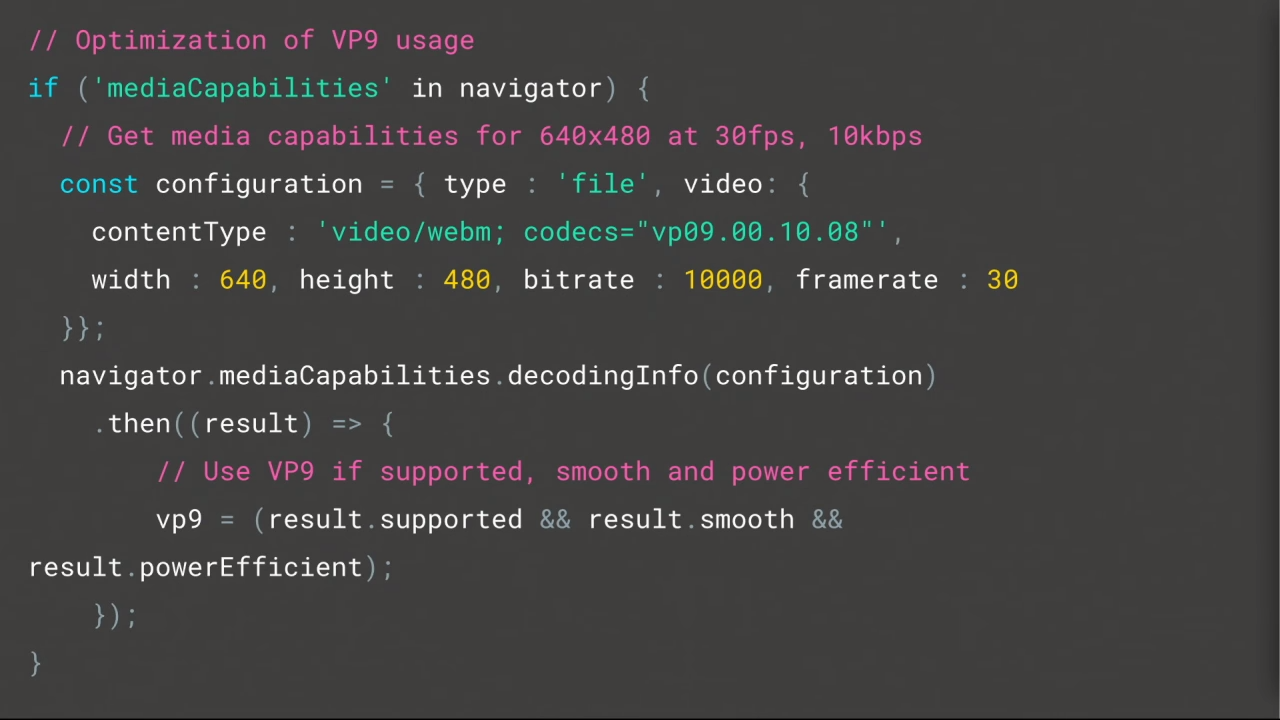 // Optimization of VP9 usage
if ('mediaCapabilities' in navigator) {
  // Get media capabilities for 640x480 at 30fps, 10kbps
  const configuration = { type : 'file', video: {
    contentType : 'video/webm; codecs="vp09.00.10.08"',
    width : 640, height : 480, bitrate : 10000, framerate : 30
  }};
  navigator.mediaCapabilities.decodingInfo(configuration)
    .then((result) => {
        // Use VP9 if supported, smooth and power efficient
        vp9 = (result.supported && result.smooth &&
result.powerEfficient);
    });
}